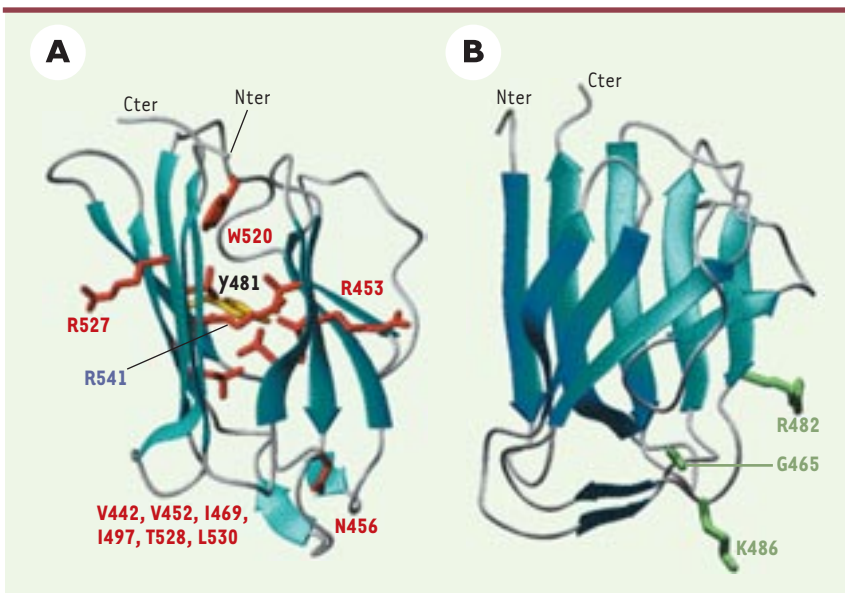 A
B
Cter
Nter
Nter
Cter
W520
Y481
R453
R527
R541
R482
G465
V442, V452, I469,
I497, T528, L530
N456
K486